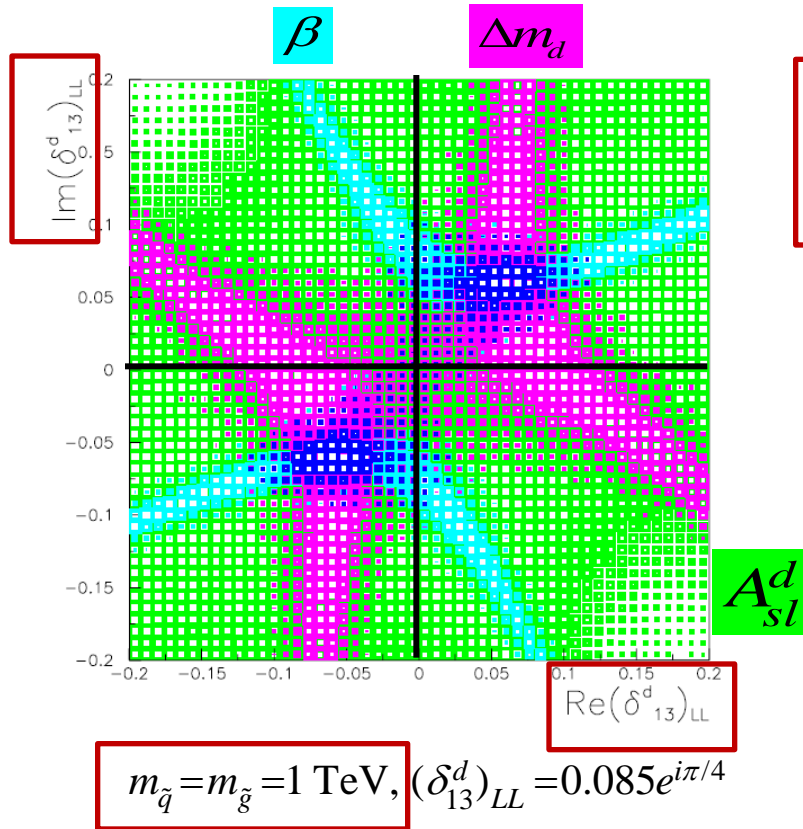 β Δm_d
0.2
0.15
0.1
0.05
0
-0.05
-0.1
-0.15
-0.2
Im(δ^d_13)_LL
A^d_sl
-0.2 -0.15 -0.1 -0.05 0 0.05 0.1 0.15 0.2
Re(δ^d_13)_LL
m_q̃ = m_g̃ = 1 TeV, (δ^d_13)_LL = 0.085e^{iπ/4}